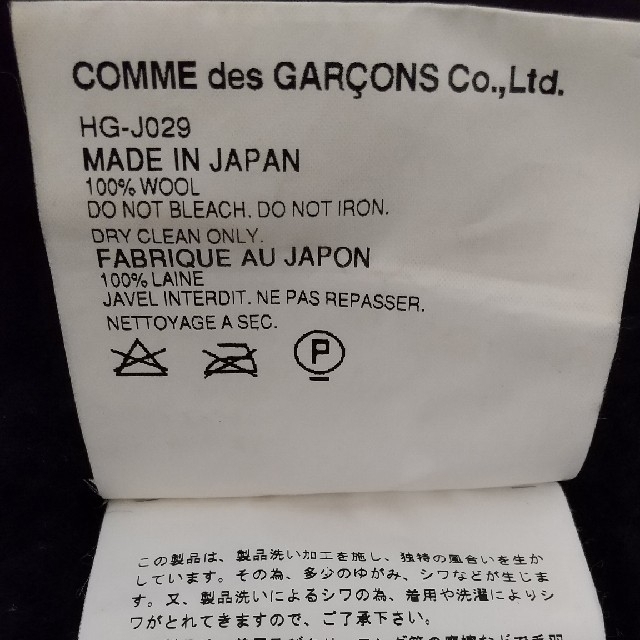 COMME des GARÇONS Co.,Ltd.
HG-J029
MADE IN JAPAN
100% WOOL
DO NOT BLEACH. DO NOT IRON.
DRY CLEAN ONLY.
FABRIQUE AU JAPON
100% LAINE
JAVEL INTERDIT. NE PAS REPASSER.
NETTOYAGE A SEC.
P
この製品は、製品洗い加工を施し、独特の風合いを生か
しています。その為、多少のゆがみ、シワなどが生じま
す。又、製品洗いによるシワの為、着用や洗濯によりシ
ワがとれてきますので、ご了承下さい。